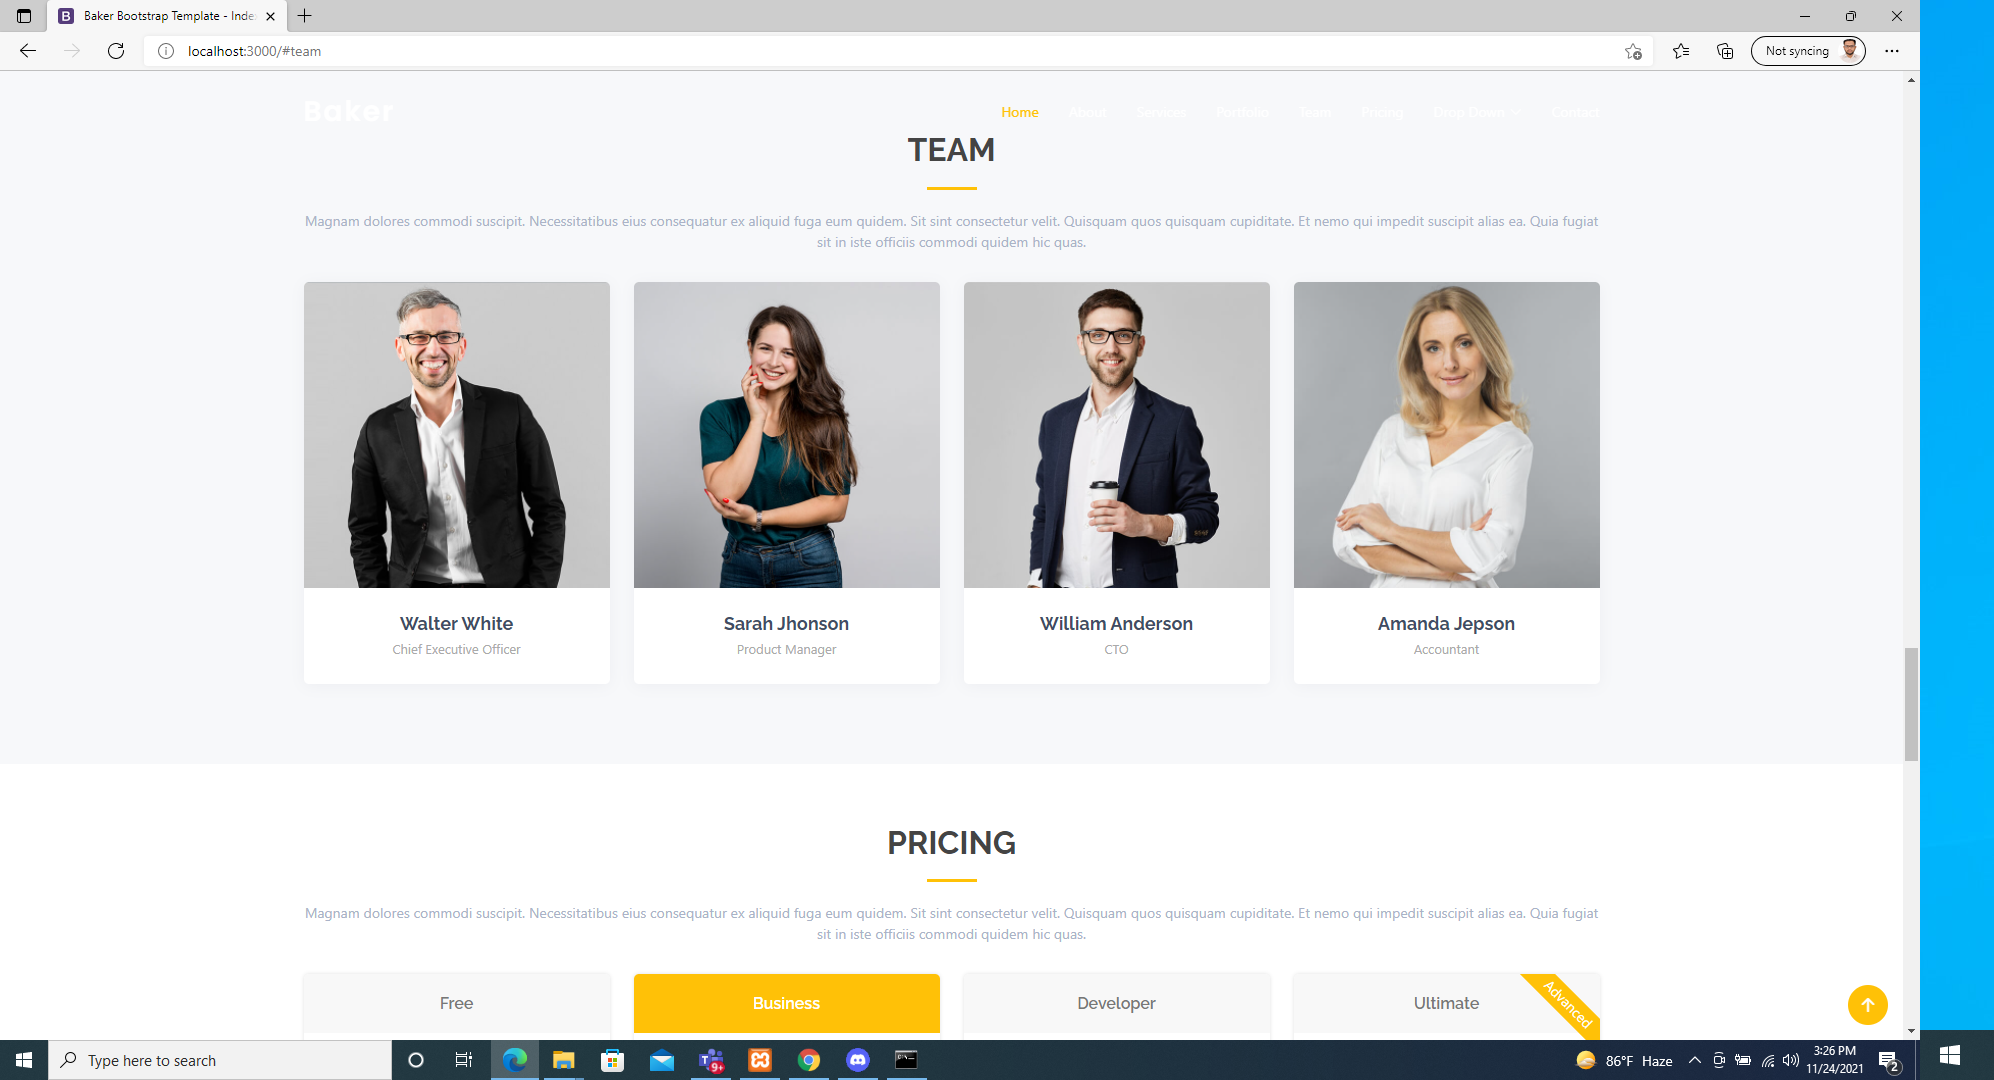 Baker Bootstrap Template - Inde
localhost:3000/#team
Not syncing
Baker
Home About Services Portfolio Team Pricing Drop Down Contact
TEAM
Magnam dolores commodi suscipit. Necessitatibus eius consequatur ex aliquid fuga eum quidem. Sit sint consectetur velit. Quisquam quos quisquam cupiditate. Et nemo qui impedit suscipit alias ea. Quia fugiat
sit in iste officiis commodi quidem hic quas.
Walter White
Chief Executive Officer
Sarah Jhonson
Product Manager
William Anderson
CTO
Amanda Jepson
Accountant
PRICING
Magnam dolores commodi suscipit. Necessitatibus eius consequatur ex aliquid fuga eum quidem. Sit sint consectetur velit. Quisquam quos quisquam cupiditate. Et nemo qui impedit suscipit alias ea. Quia fugiat
sit in iste officiis commodi quidem hic quas.
Free
Business
Developer
Ultimate
Advanced
Type here to search
9+
86°F Haze
3:26 PM
11/24/2021
2